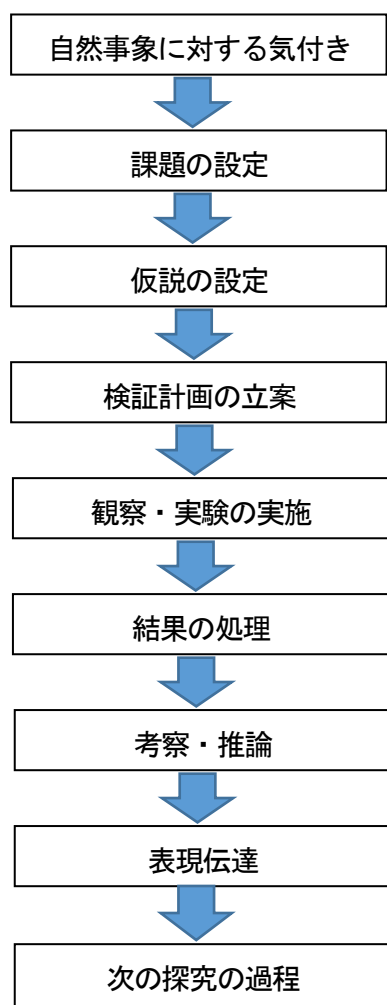 自然事象に対する気付き
課題の設定
仮説の設定
検証計画の立案
観察・実験の実施
結果の処理
考察・推論
表現伝達
次の探究の過程